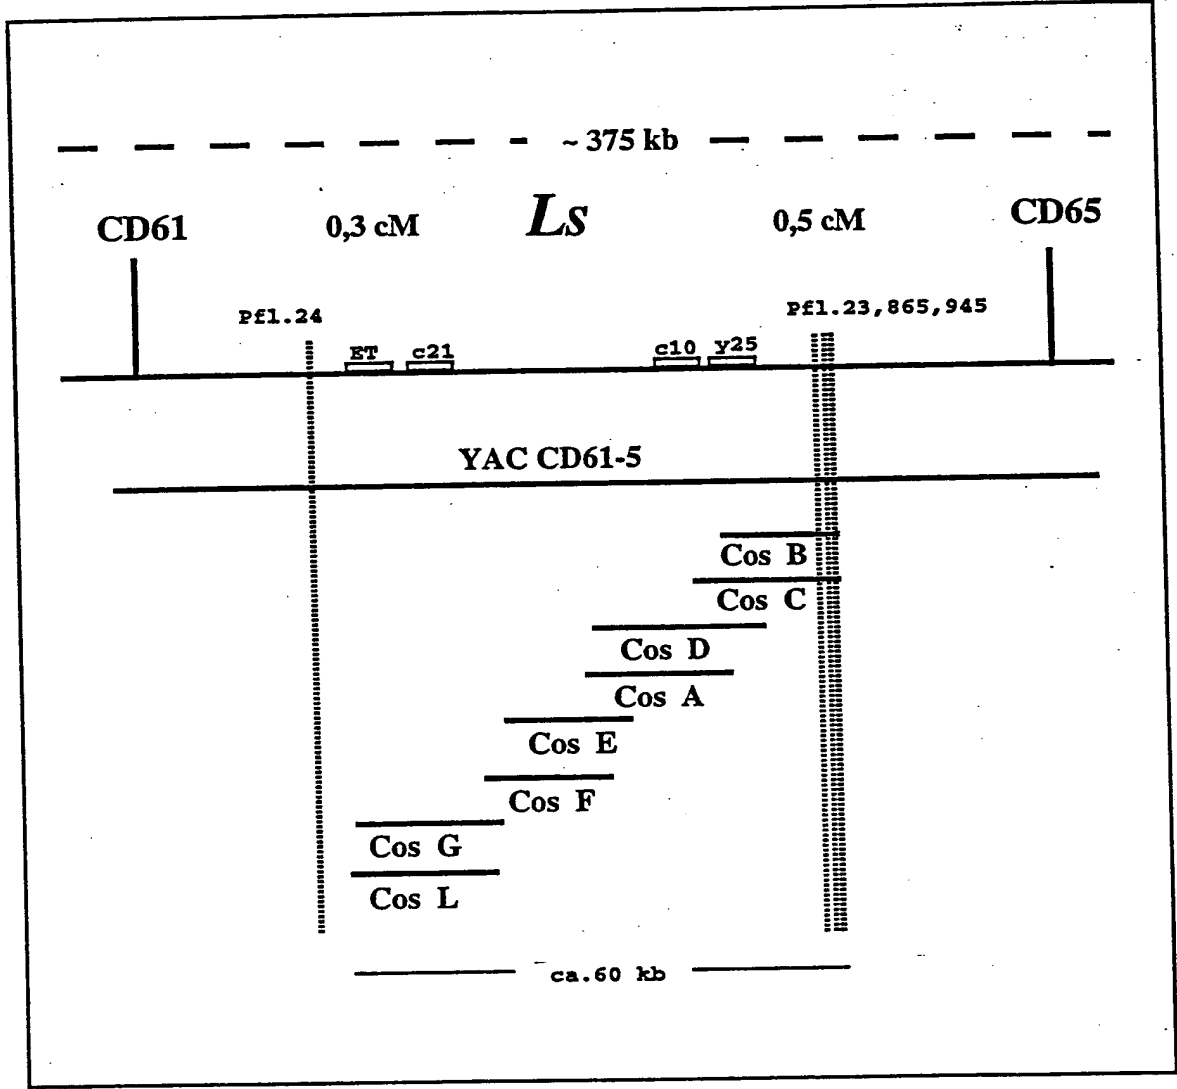 ~ 375 kb
CD61 0,3 cM Ls 0,5 cM CD65
Pf1.24 Pf1.23,865,945
ET c21 c10 y25
YAC CD61-5
Cos B
Cos C
Cos D
Cos A
Cos E
Cos F
Cos G
Cos L
ca.60 kb